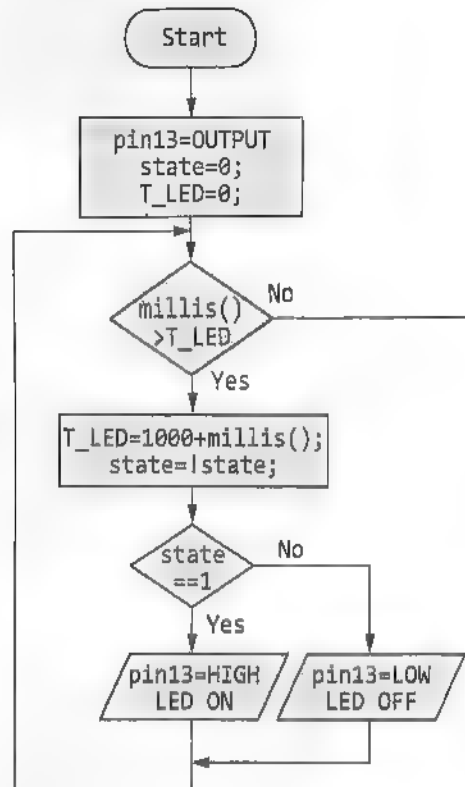 Start
pin13=OUTPUT
state=0;
T_LED=0;
millis()
>T_LED
No
Yes
T_LED=1000+millis();
state=!state;
state
==1
No
Yes
pin13=HIGH
LED ON
pin13=LOW
LED OFF